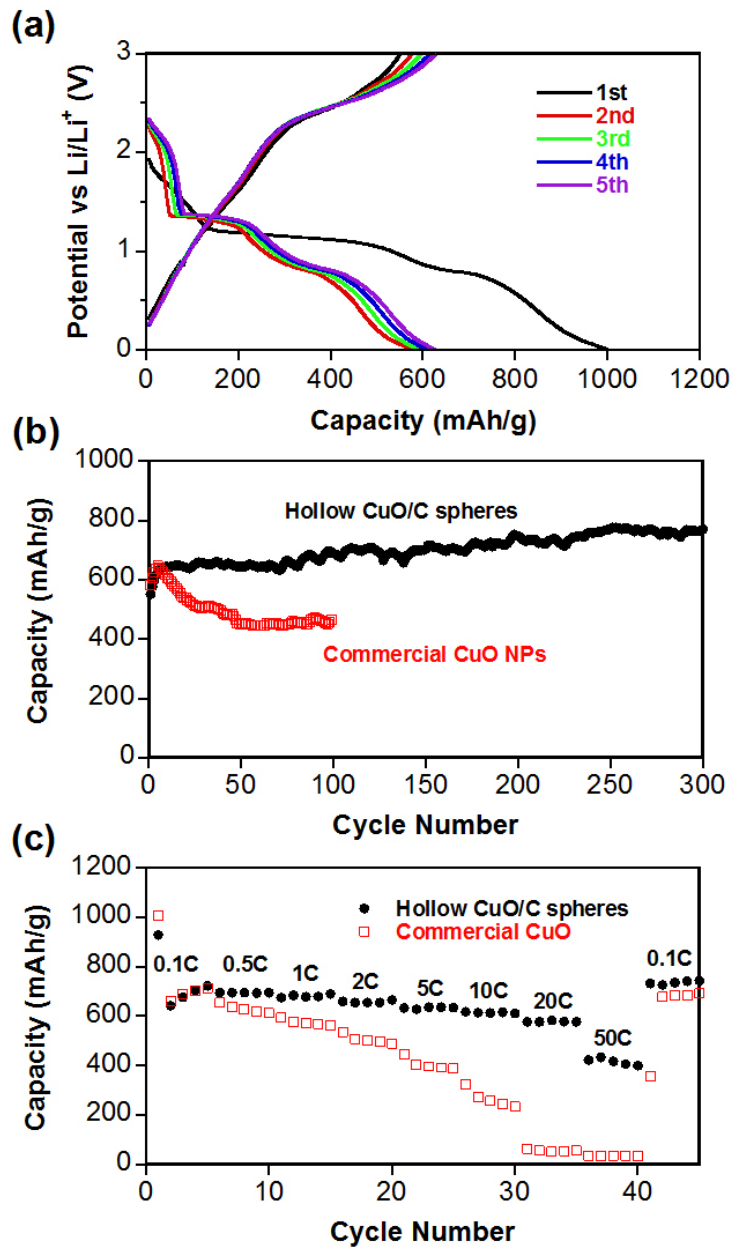 (a)
3
2
1
0
Potential vs Li/Li⁺ (V)
1st
2nd
3rd
4th
5th
0 200 400 600 800 1000 1200
Capacity (mAh/g)
(b)
1000
800
600
400
200
0
Capacity (mAh/g)
Hollow CuO/C spheres
Commercial CuO NPs
0 50 100 150 200 250 300
Cycle Number
(c)
1200
1000
800
600
400
200
0
Capacity (mAh/g)
Hollow CuO/C spheres
Commercial CuO
0.1C 0.5C 1C 2C 5C 10C 20C 50C 0.1C
0 10 20 30 40
Cycle Number